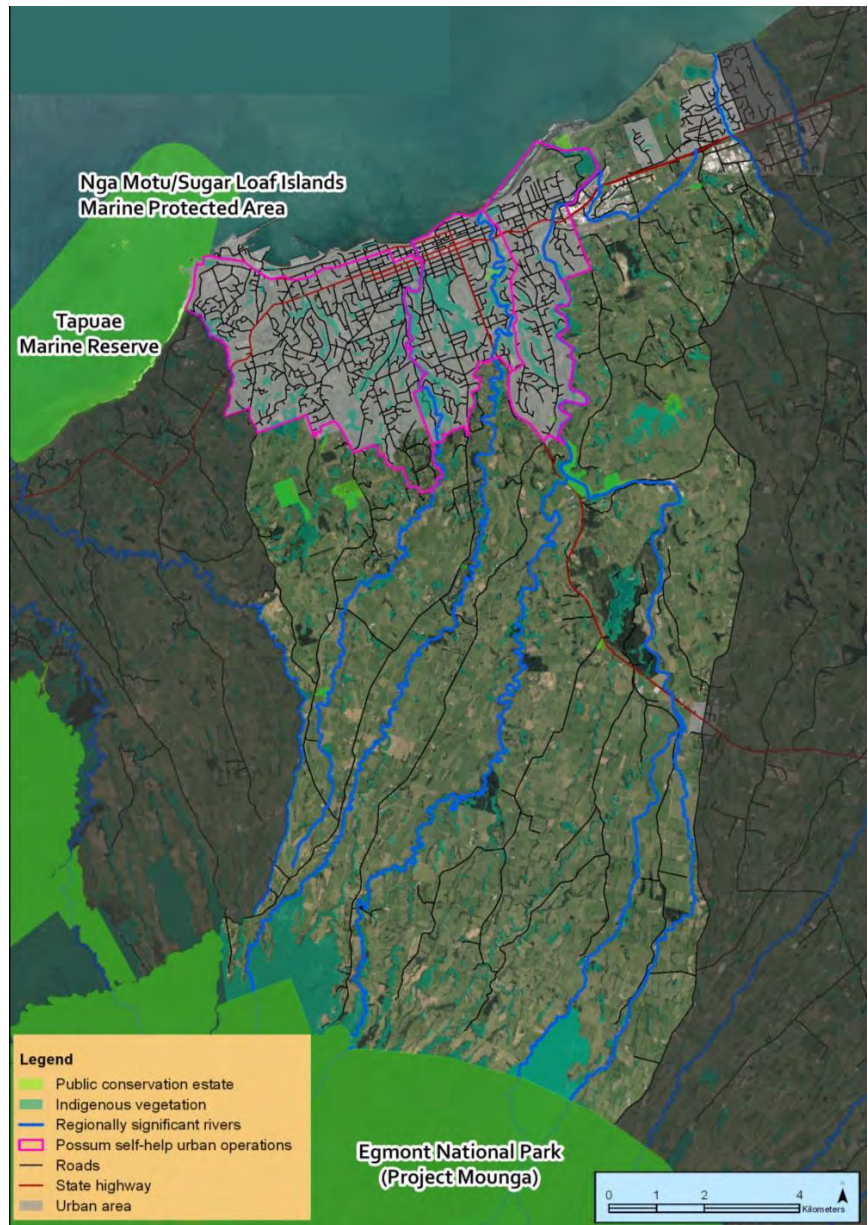 Nga Motu/Sugar Loaf Islands
Marine Protected Area
Tapuae
Marine Reserve
Egmont National Park
(Project Mounga)
Legend
Public conservation estate
Indigenous vegetation
Regionally significant rivers
Possum self-help urban operations
Roads
State highway
Urban area
0 1 2 4
Kilometers